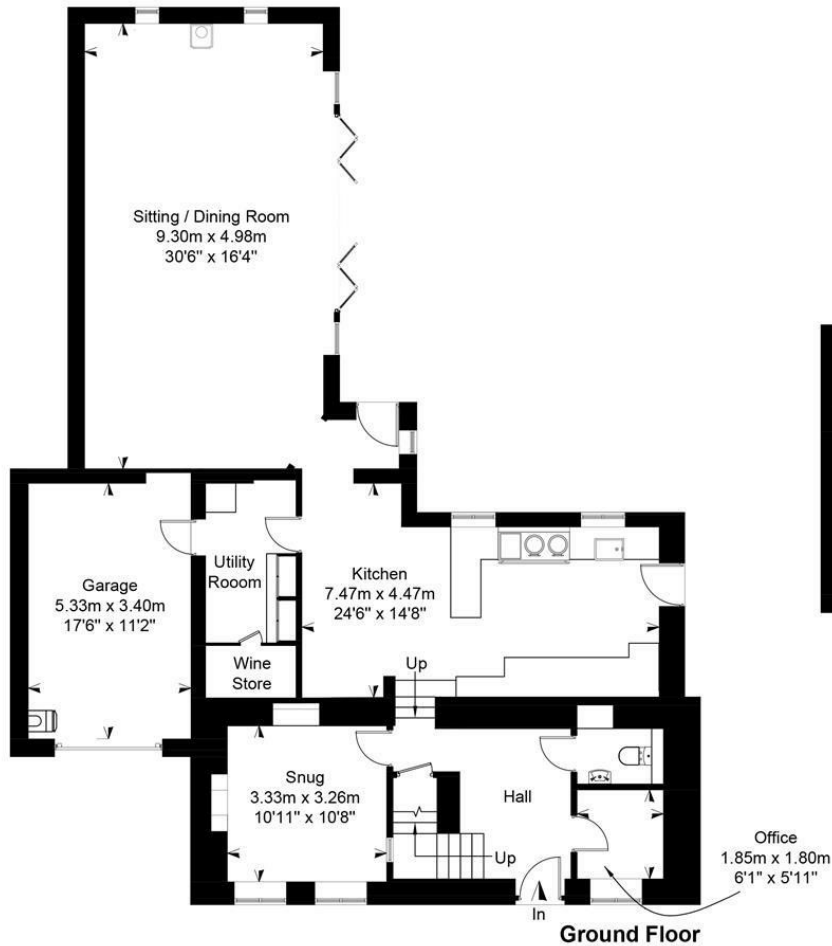 Sitting / Dining Room
9.30m x 4.98m
30'6" x 16'4"
Utility
Rooom
Garage
5.33m x 3.40m
17'6" x 11'2"
Kitchen
7.47m x 4.47m
24'6" x 14'8"
Wine
Store
Up
Snug
3.33m x 3.26m
10'11" x 10'8"
Hall
Up
Office
1.85m x 1.80m
6'1" x 5'11"
In
Ground Floor